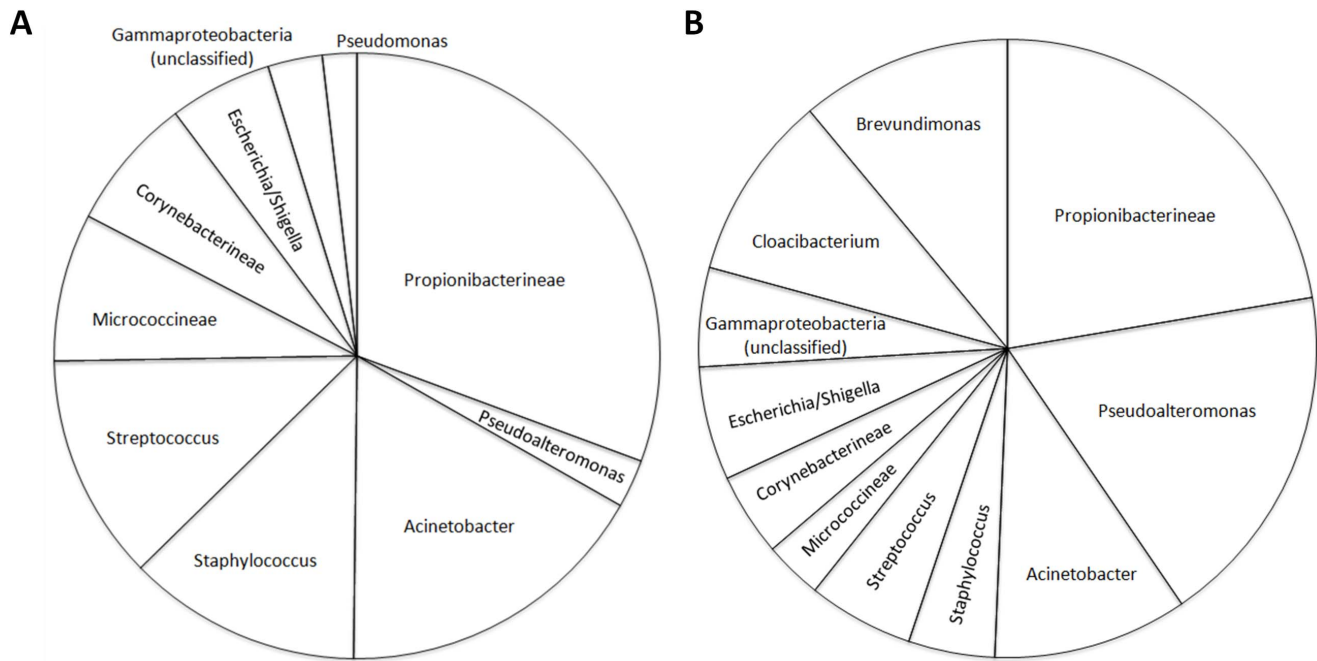 A
Gammaproteobacteria
(unclassified)
Pseudomonas
Escherichia/Shigella
Corynebacterineae
Propionibacterineae
Micrococcineae
Streptococcus
Pseudoalteromonas
Acinetobacter
Staphylococcus
B
Brevundimonas
Propionibacterineae
Cloacibacterium
Gammaproteobacteria
(unclassified)
Pseudoalteromonas
Escherichia/Shigella
Corynebacterineae
Micrococcineae
Streptococcus
Staphylococcus
Acinetobacter